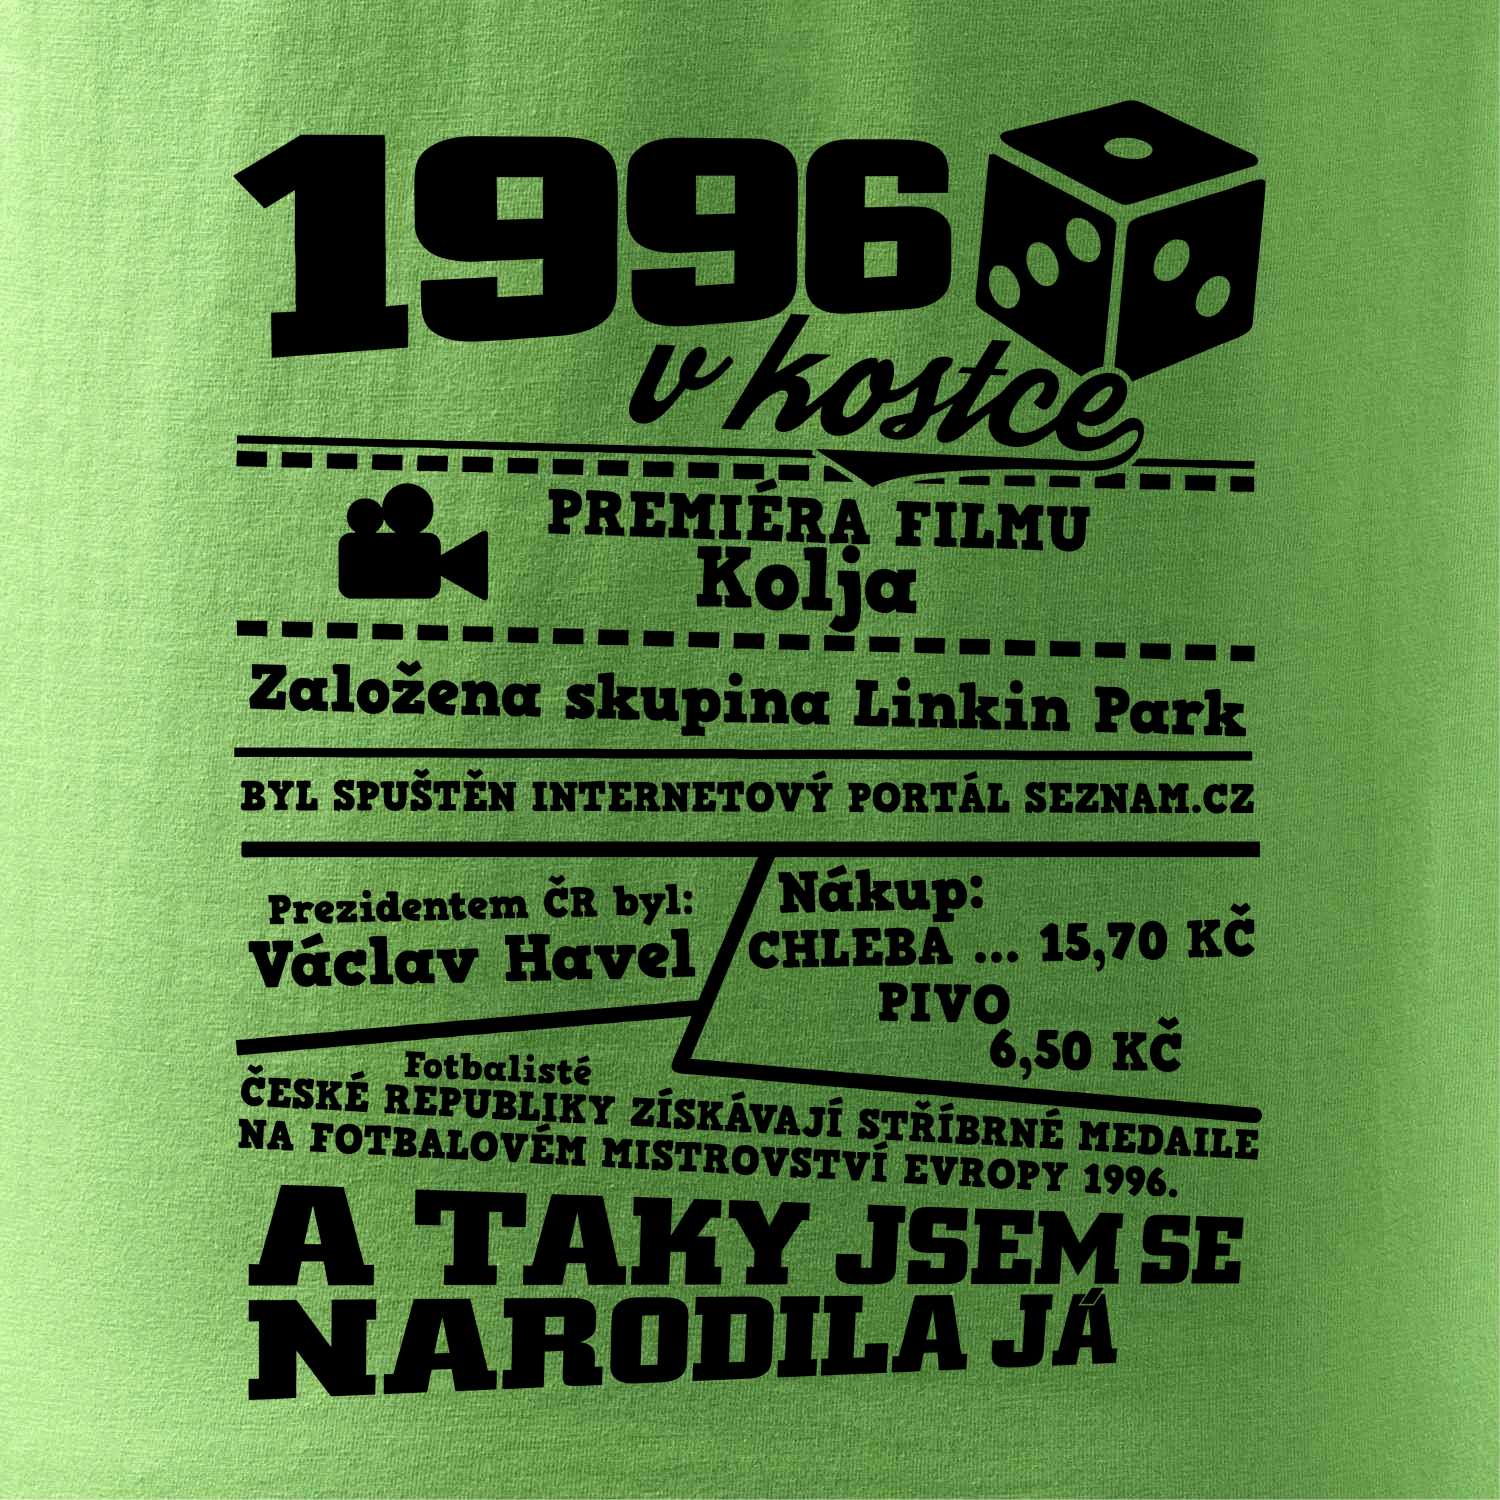 1996
v kostce
PREMIÉRA FILMU
Kolja
Založena skupina Linkin Park
BYL SPUŠTĚN INTERNETOVÝ PORTÁL SEZNAM.CZ
Prezidentem ČR byl:
Václav Havel
Nákup:
CHLEBA ... 15,70 KČ
PIVO
6,50 KČ
Fotbalisté
ČESKÉ REPUBLIKY ZÍSKÁVAJÍ STŘÍBRNÉ MEDAILE
NA FOTBALOVÉM MISTROVSTVÍ EVROPY 1996.
A TAKY JSEM SE
NARODILA JÁ